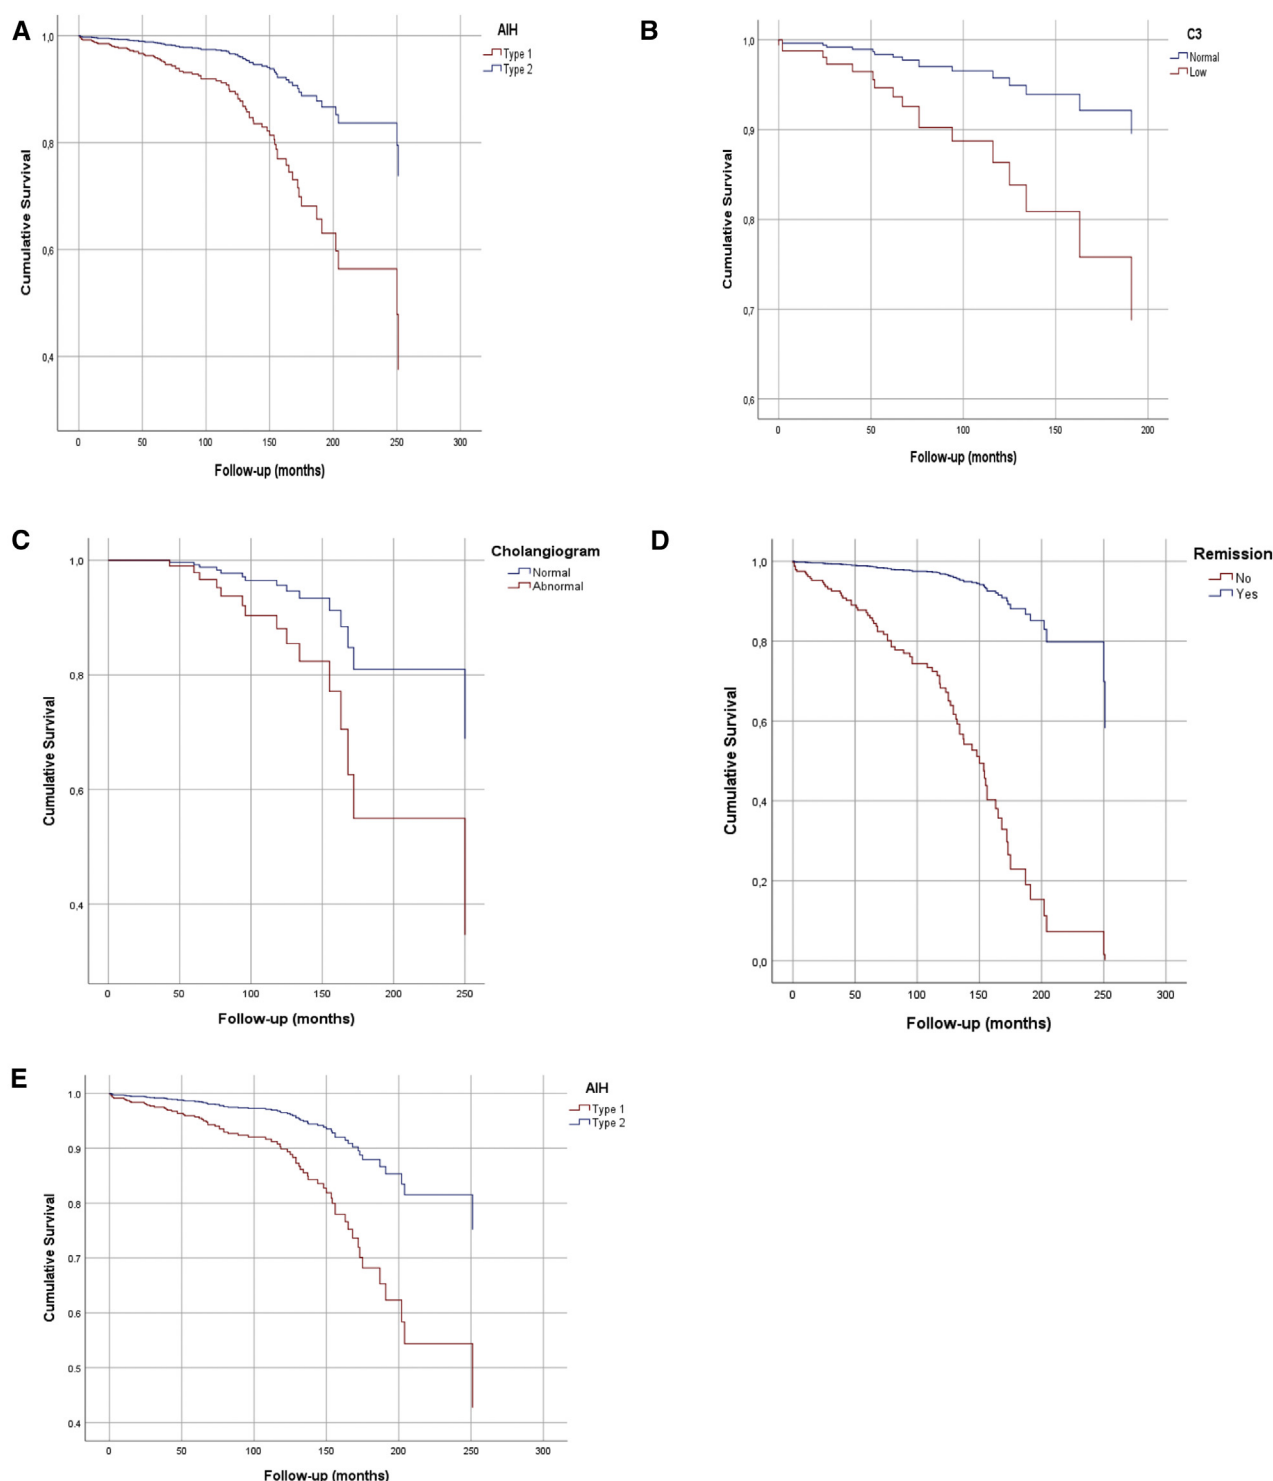 A
AIH
Type 1
Type 2
1,0
0,8
0,6
0,4
Cumulative Survival
0 50 100 150 200 250 300
Follow-up (months)
B
C3
Normal
Low
1,0
0,9
0,8
0,7
0,6
Cumulative Survival
0 50 100 150 200
Follow-up (months)
C
Cholangiogram
Normal
Abnormal
1,0
0,8
0,6
0,4
Cumulative Survival
0 50 100 150 200 250
Follow-up (months)
D
Remission
No
Yes
1,0
0,8
0,6
0,4
0,2
0,0
Cumulative Survival
0 50 100 150 200 250 300
Follow-up (months)
E
AIH
Type 1
Type 2
1.0
0.9
0.8
0.7
0.6
0.5
0.4
Cumulative Survival
0 50 100 150 200 250 300
Follow-up (months)